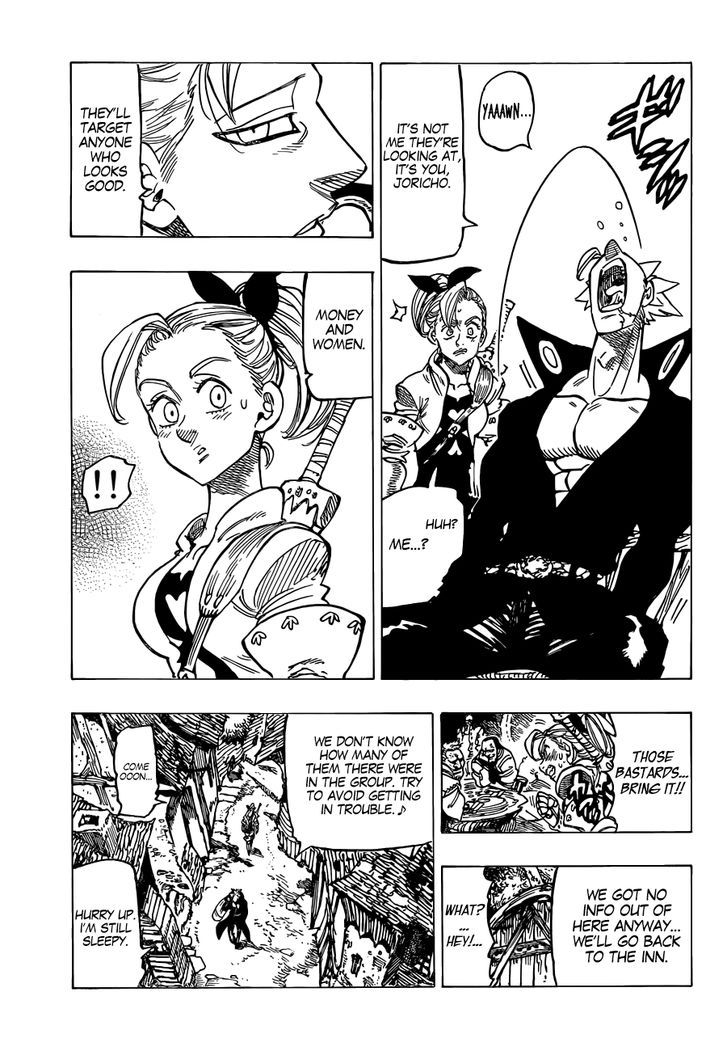 YAAAWN...
IT'S NOT
ME THEY'RE
LOOKING AT,
IT'S YOU,
JORICHO.
HUH?
ME...?
THEY'LL
TARGET
ANYONE
WHO
LOOKS
GOOD.
MONEY
AND
WOMEN.
!!
THOSE
BASTARDS...
BRING IT!!
WE GOT NO
INFO OUT OF
HERE ANYWAY...
WE'LL GO BACK
TO THE INN.
WHAT?
...
HEY!...
WE DON'T KNOW
HOW MANY OF
THEM THERE WERE
IN THE GROUP. TRY
TO AVOID GETTING
IN TROUBLE.♪
COME
OOON...
HURRY UP.
I'M STILL
SLEEPY.